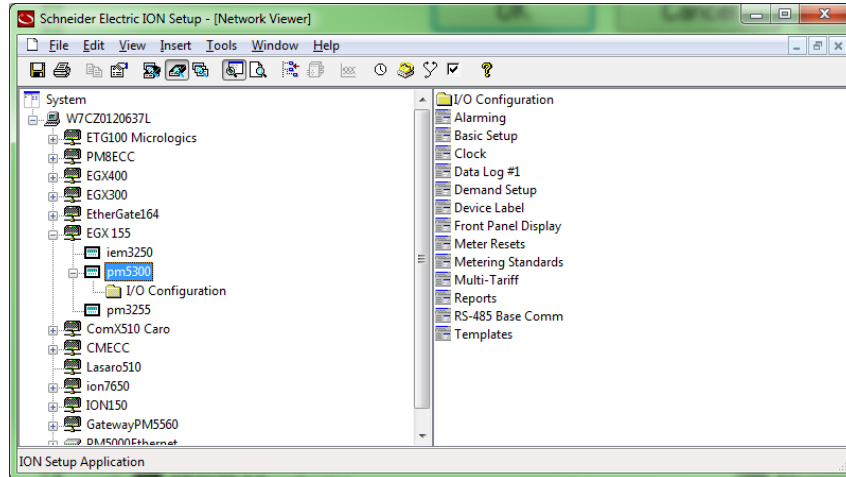 OK
Cancel
Schneider Electric ION Setup - [Network Viewer]
File Edit View Insert Tools Window Help
System
W7CZ0120637L
ETG100 Micrologics
PM8ECC
EGX400
EGX300
EtherGate164
EGX 155
iem3250
pm5300
I/O Configuration
pm3255
ComX510 Caro
CMECC
Lasaro510
ion7650
ION150
GatewayPM5560
PM5000Ethernet
I/O Configuration
Alarming
Basic Setup
Clock
Data Log #1
Demand Setup
Device Label
Front Panel Display
Meter Resets
Metering Standards
Multi-Tariff
Reports
RS-485 Base Comm
Templates
ION Setup Application